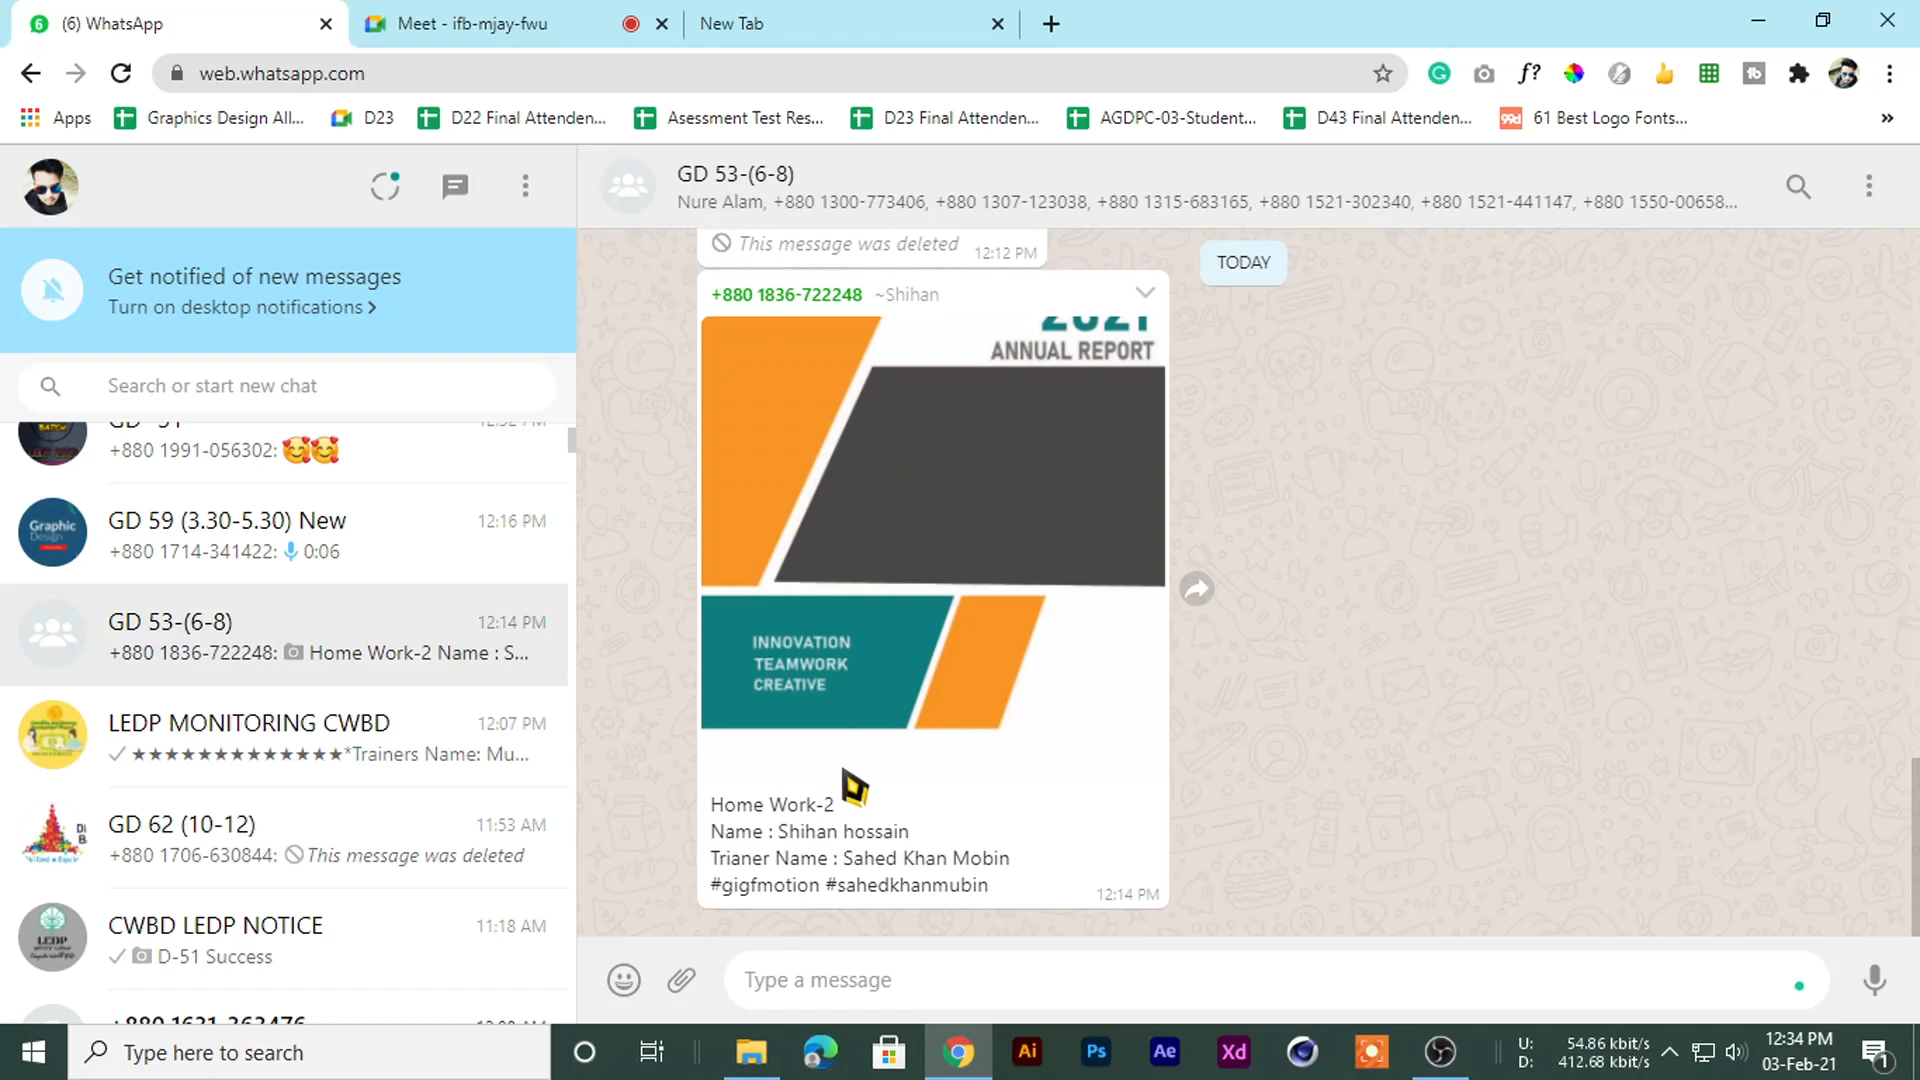 (6) WhatsApp
Meet - ifb-mjay-fwu
New Tab
web.whatsapp.com
Apps
Graphics Design All...
D23
D22 Final Attenden...
Asessment Test Res...
D23 Final Attenden...
AGDPC-03-Student...
D43 Final Attenden...
61 Best Logo Fonts...
Get notified of new messages
Turn on desktop notifications >
Search or start new chat
+880 1991-056302: 🥰🥰
GD 59 (3.30-5.30) New
12:16 PM
+880 1714-341422: 0:06
GD 53-(6-8)
12:14 PM
+880 1836-722248: Home Work-2 Name : S...
LEDP MONITORING CWBD
12:07 PM
★★★★★★★★★★★★★*Trainers Name: Mu...
GD 62 (10-12)
11:53 AM
+880 1706-630844: This message was deleted
CWBD LEDP NOTICE
11:18 AM
D-51 Success
GD 53-(6-8)
Nure Alam, +880 1300-773406, +880 1307-123038, +880 1315-683165, +880 1521-302340, +880 1521-441147, +880 1550-00658...
This message was deleted
12:12 PM
TODAY
+880 1836-722248 ~Shihan
2021
ANNUAL REPORT
INNOVATION
TEAMWORK
CREATIVE
Home Work-2
Name : Shihan hossain
Trianer Name : Sahed Khan Mobin
#gigfmotion #sahedkhanmubin
12:14 PM
Type a message
Type here to search
Ai
Ps
Ae
Xd
U: 54.86 kbit/s
D: 412.68 kbit/s
12:34 PM
03-Feb-21
1